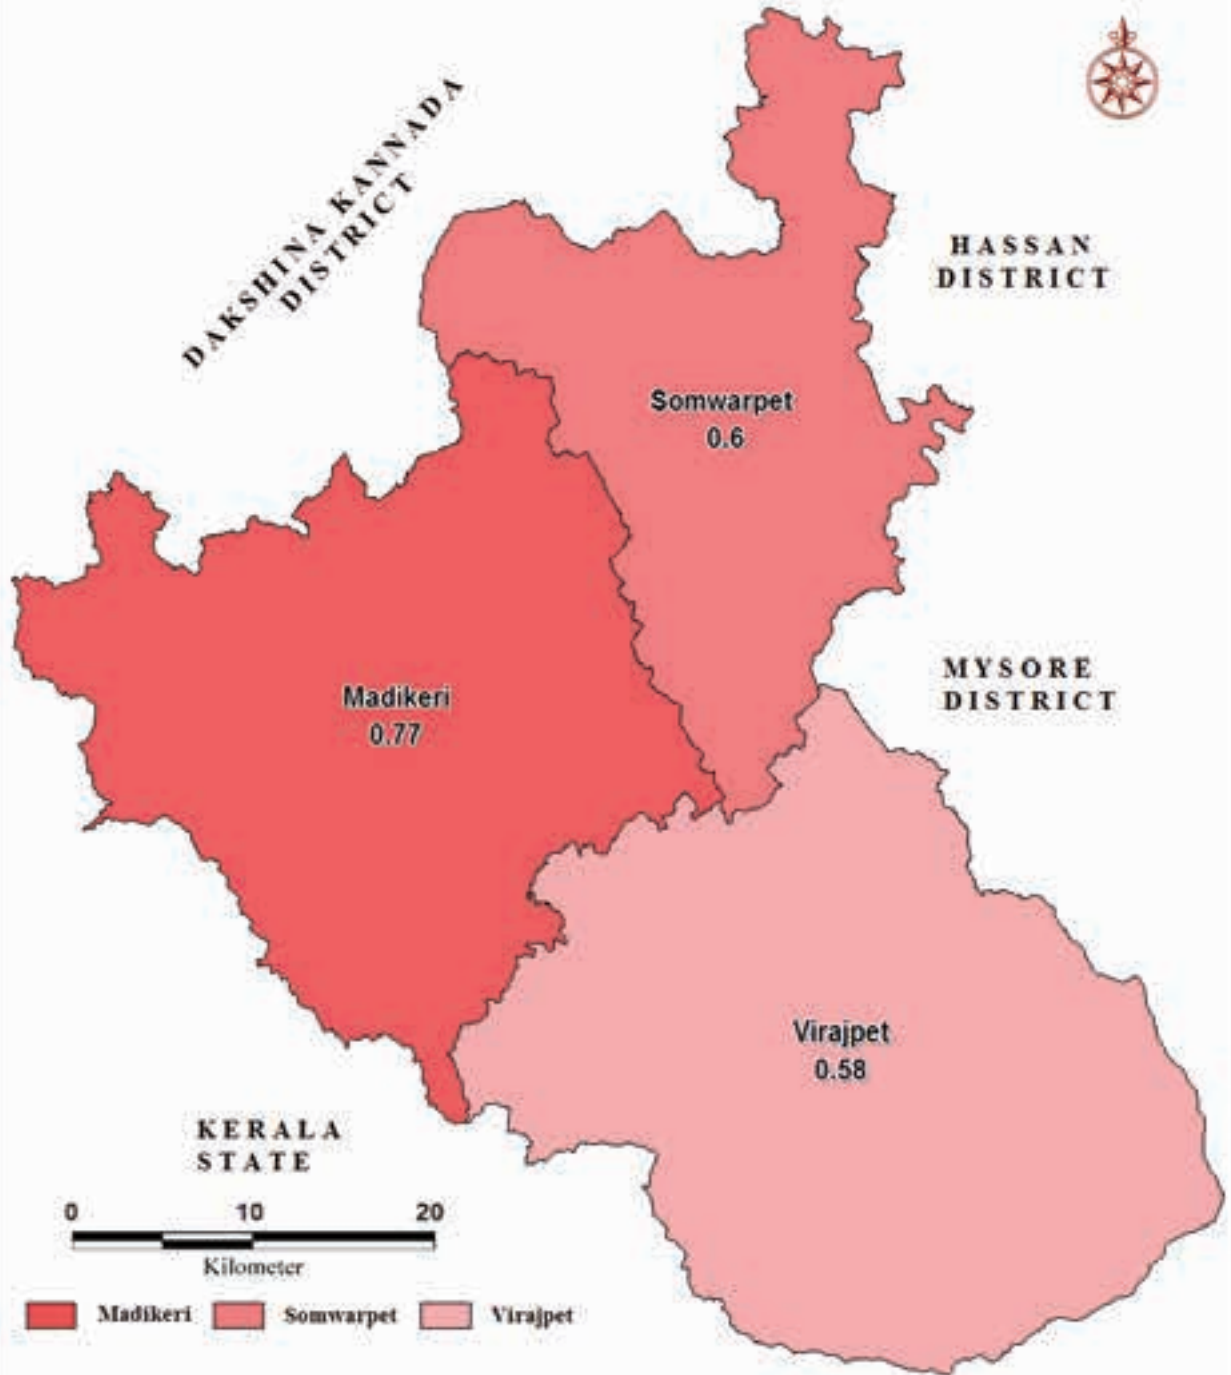 DAKSHINA KANNADA
DISTRICT
HASSAN
DISTRICT
Somwarpet
0.6
MYSORE
DISTRICT
Madikeri
0.77
Virajpet
0.58
KERALA
STATE
0 10 20
Kilometer
Madikeri Somwarpet Virajpet